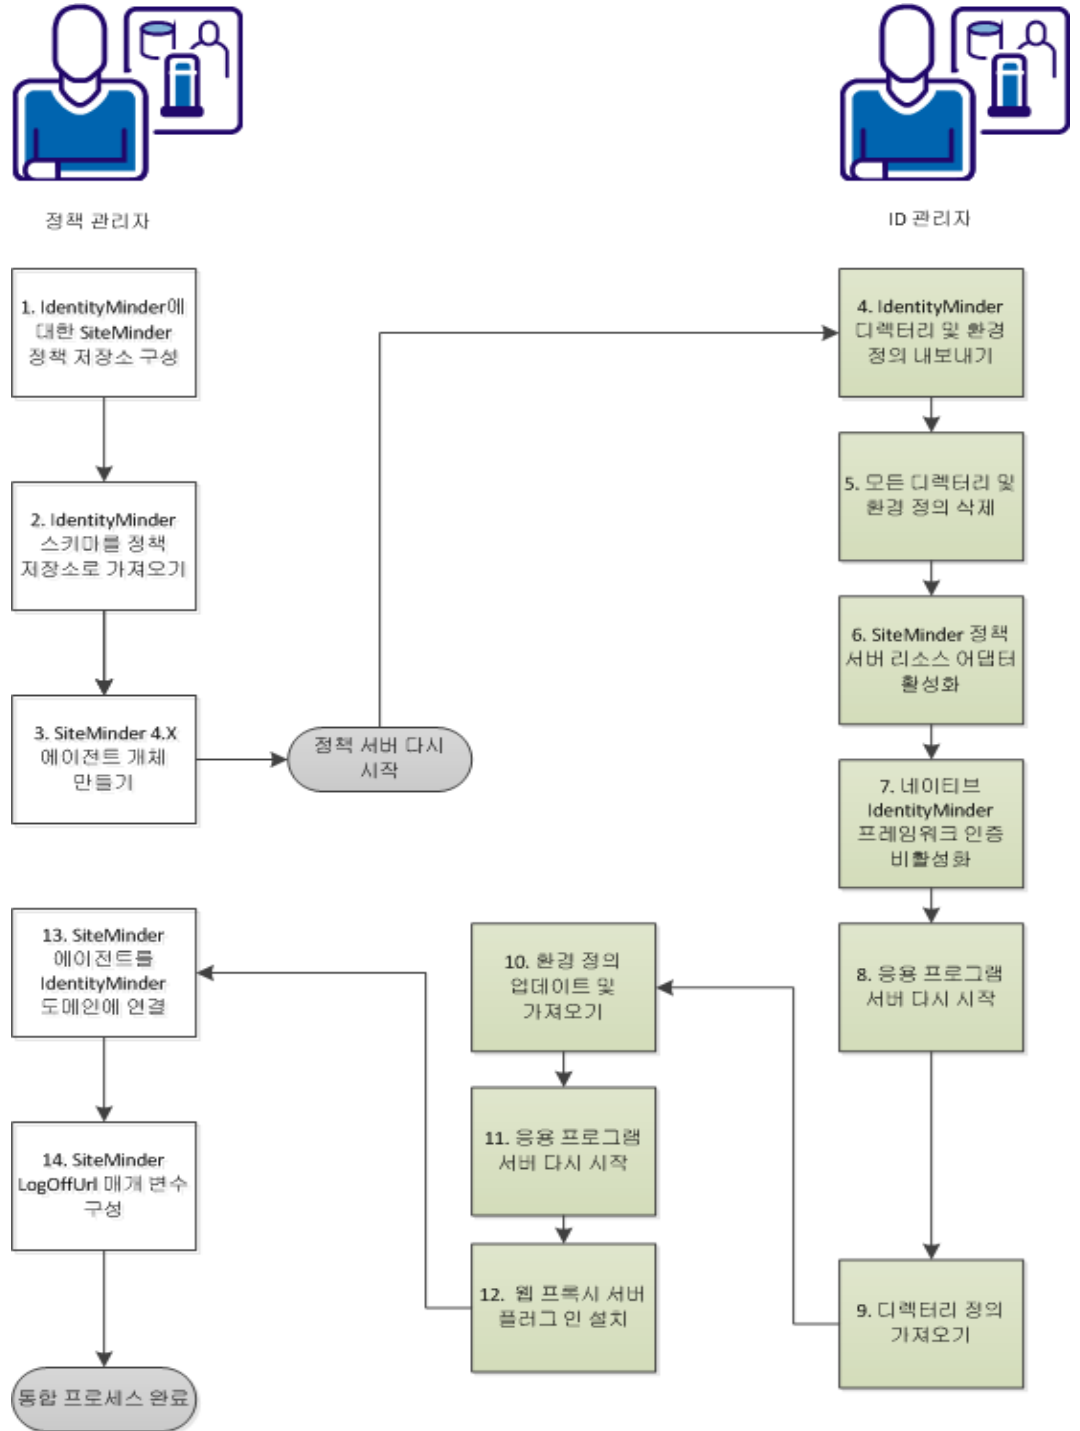 정책 관리자
ID 관리자
1. IdentityMinder에
대한 SiteMinder
정책 저장소 구성
2. IdentityMinder
스키마를 정책
저장소로 가져오기
3. SiteMinder 4.X
에이전트 개체
만들기
정책 서버 다시
시작
4. IdentityMinder
디렉터리 및 환경
정의 내보내기
5. 모든 디렉터리 및
환경 정의 삭제
6. SiteMinder 정책
서버 리소스 어댑터
활성화
7. 네이티브
IdentityMinder
프레임워크 인증
비활성화
8. 응용 프로그램
서버 다시 시작
9. 디렉터리 정의
가져오기
10. 환경 정의
업데이트 및
가져오기
11. 응용 프로그램
서버 다시 시작
12. 웹 프록시 서버
플러그 인 설치
13. SiteMinder
에이전트를
IdentityMinder
도메인에 연결
14. SiteMinder
LogOffUrl 매개 변수
구성
통합 프로세스 완료